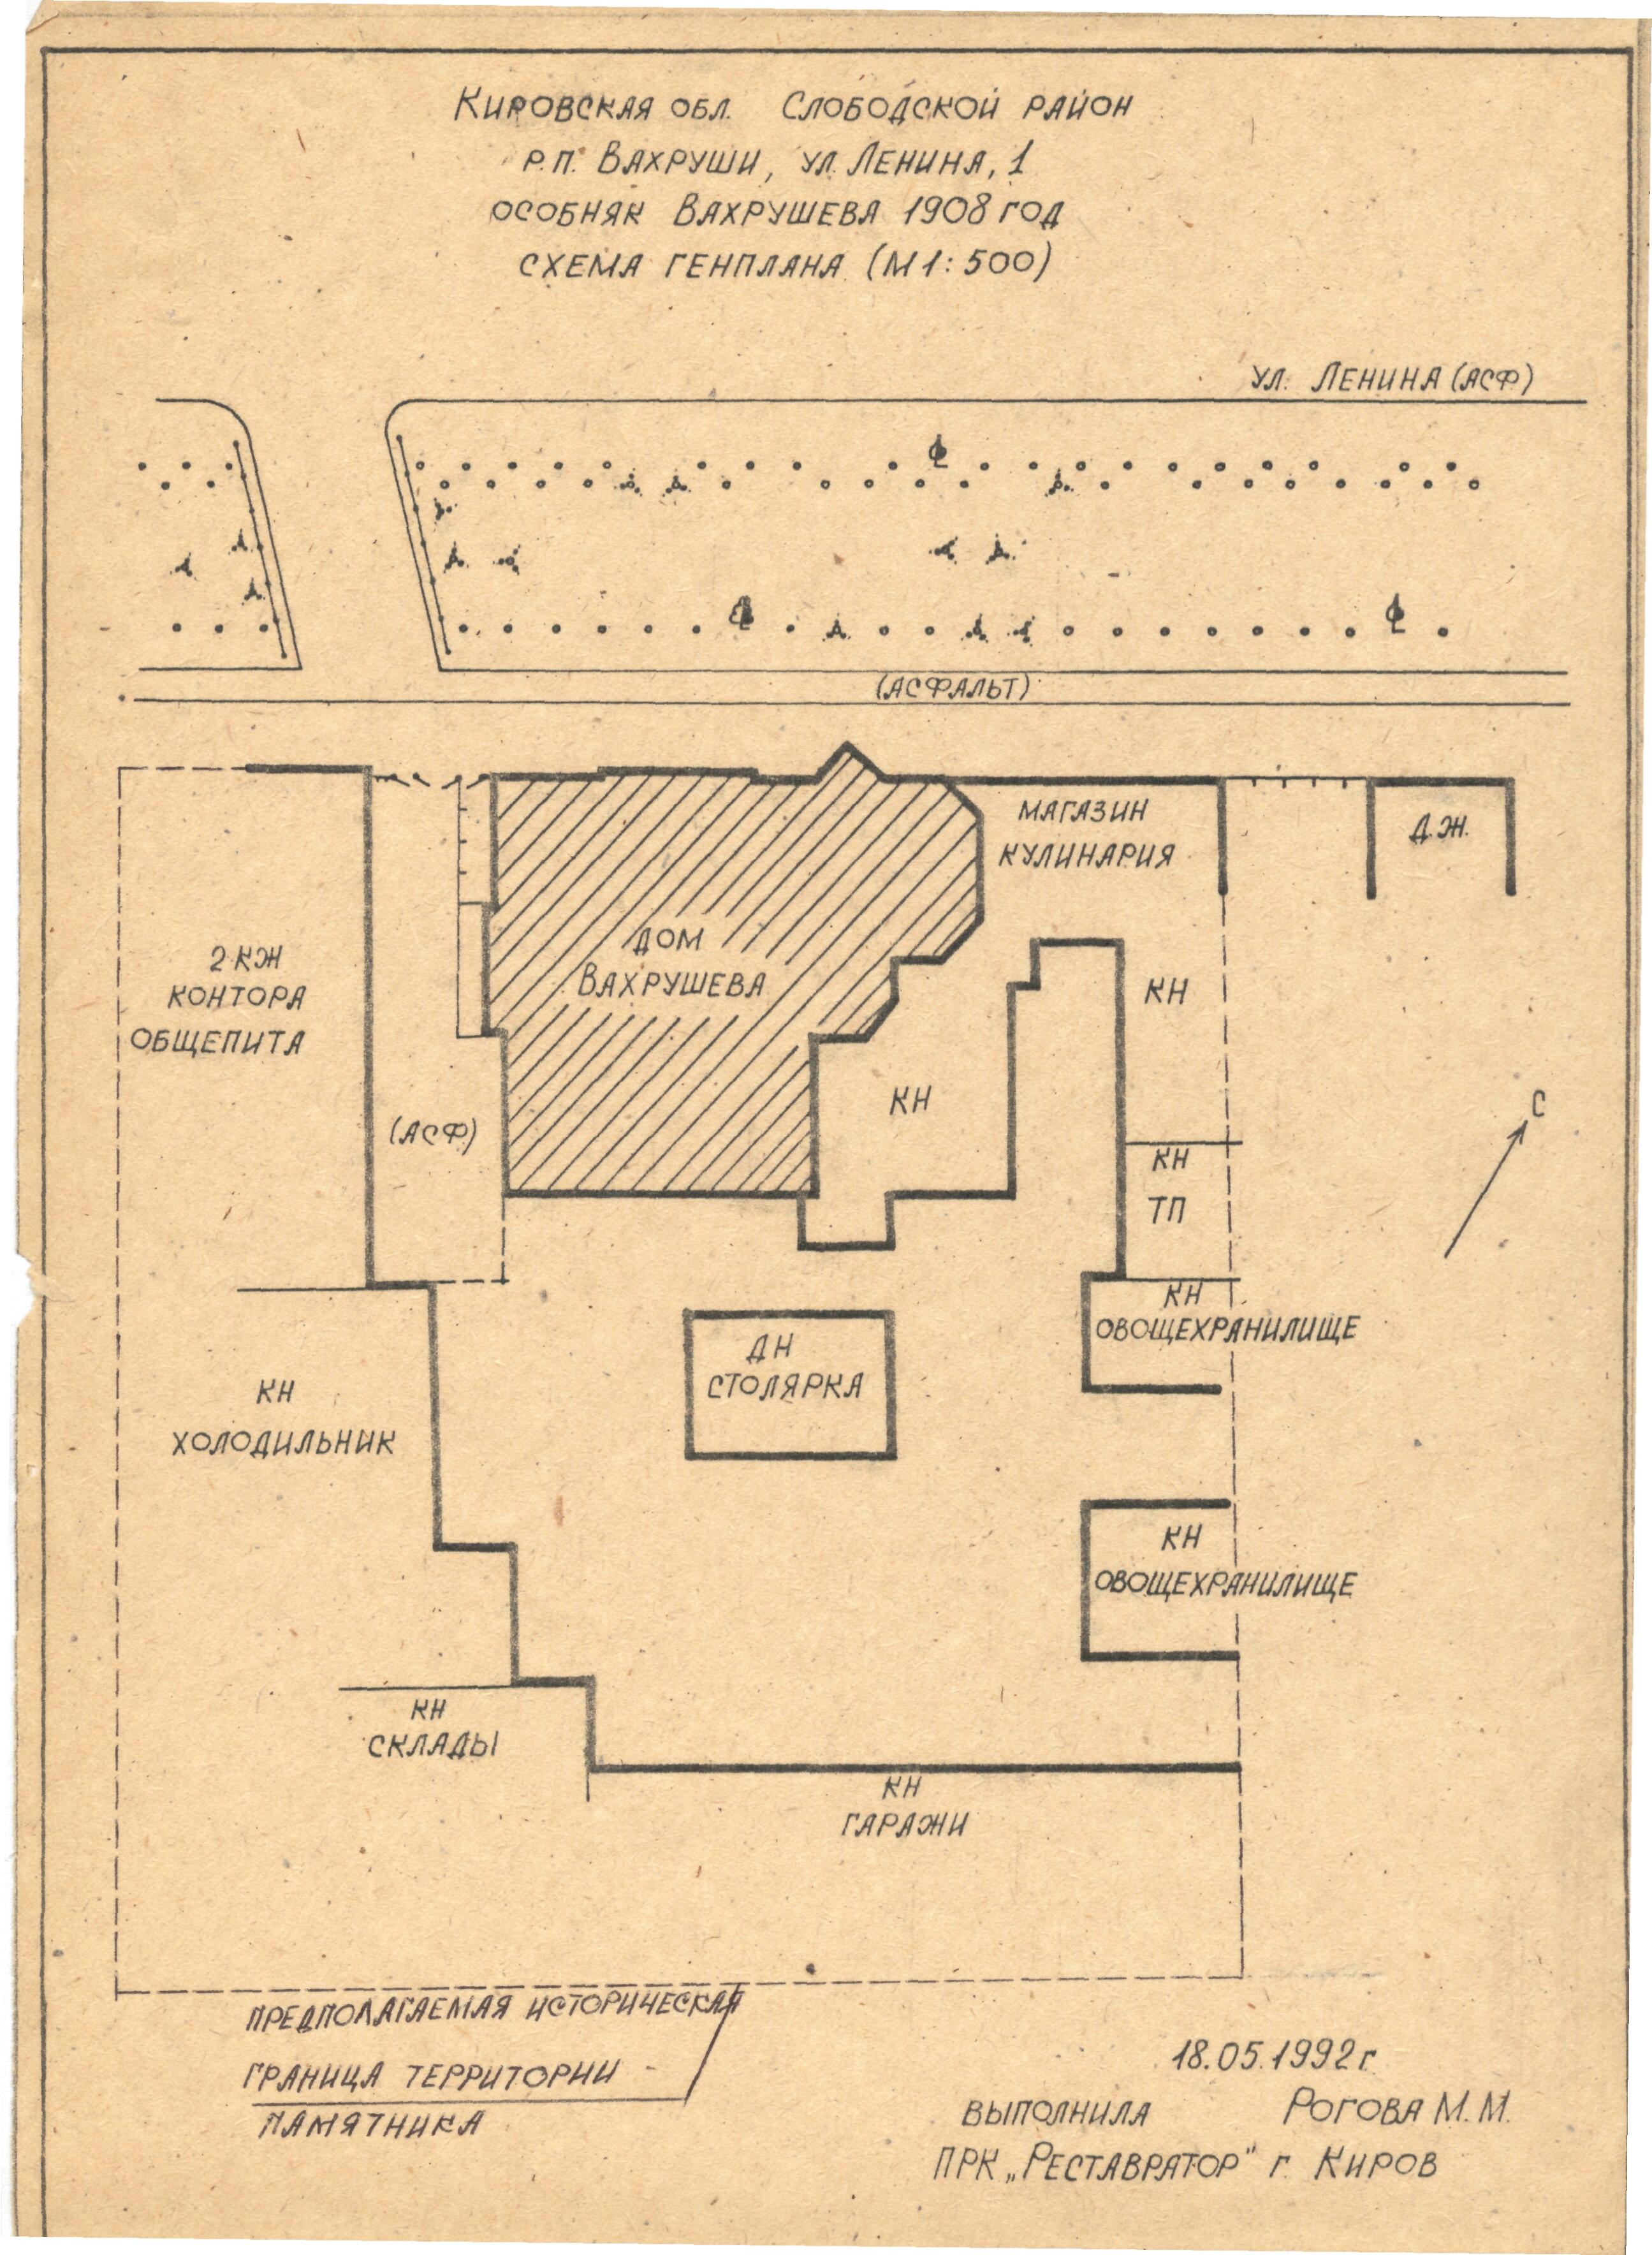 Кировская обл. Слободской район
р.п. Вахруши, ул. Ленина, 1
особняк Вахрушева 1908 год
схема генплана (М 1:500)
ул. Ленина (асф)
(асфальт)
магазин
кулинария
д.ж.
дом
Вахрушева
2 кж
контора
общепита
кн
кн
(асф)
С
кн
тп
кн
овощехранилище
дн
столярка
кн
холодильник
кн
овощехранилище
кн
склады
кн
гаражи
предполагаемая историческая
граница территории
памятника
18.05.1992 г
выполнила Рогова М.М.
ПРК „Реставратор" г. Киров